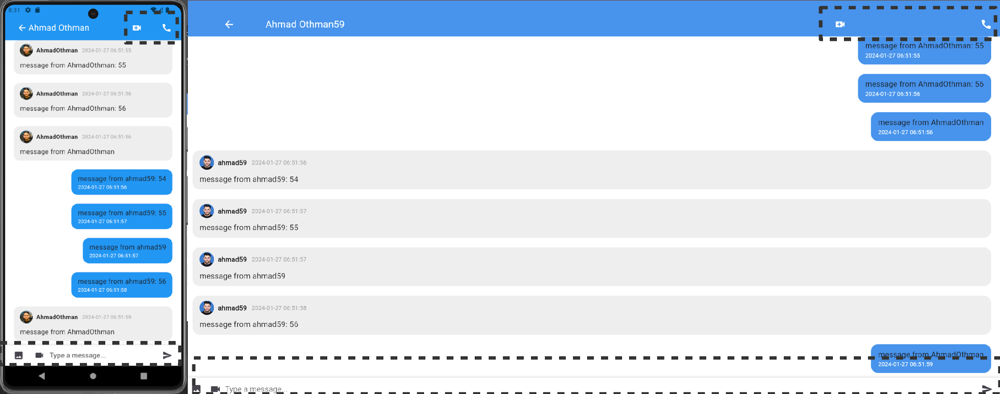 8:31
Ahmad Othman
AhmadOthman 2024-01-27 06:51:55
message from AhmadOthman: 55
AhmadOthman 2024-01-27 06:51:56
message from AhmadOthman: 56
AhmadOthman 2024-01-27 06:51:56
message from AhmadOthman
message from ahmad59: 54
2024-01-27 06:51:56
message from ahmad59: 55
2024-01-27 06:51:57
message from ahmad59
2024-01-27 06:51:57
message from ahmad59: 56
2024-01-27 06:51:58
AhmadOthman 2024-01-27 06:51:59
message from AhmadOthman
Type a message...
Ahmad Othman59
message from AhmadOthman: 55
2024-01-27 06:51:55
message from AhmadOthman: 56
2024-01-27 06:51:56
message from AhmadOthman
2024-01-27 06:51:56
ahmad59 2024-01-27 06:51:56
message from ahmad59: 54
ahmad59 2024-01-27 06:51:57
message from ahmad59: 55
ahmad59 2024-01-27 06:51:57
message from ahmad59
ahmad59 2024-01-27 06:51:58
message from ahmad59: 56
message from AhmadOthman
2024-01-27 06:51:59
Type a message...